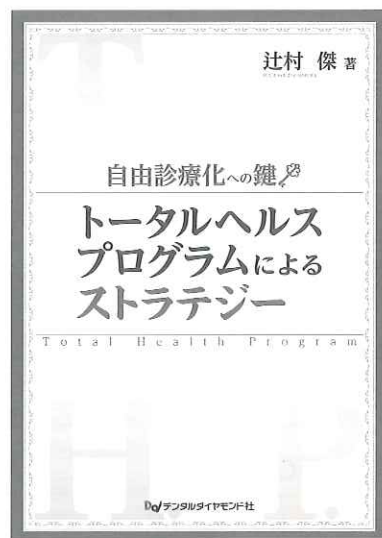 T
辻村 傑 著
自由診療化への鍵
トータルヘルス
プログラムによる
ストラテジー
Total Health Program
H. P.
DD デンタルダイヤモンド社